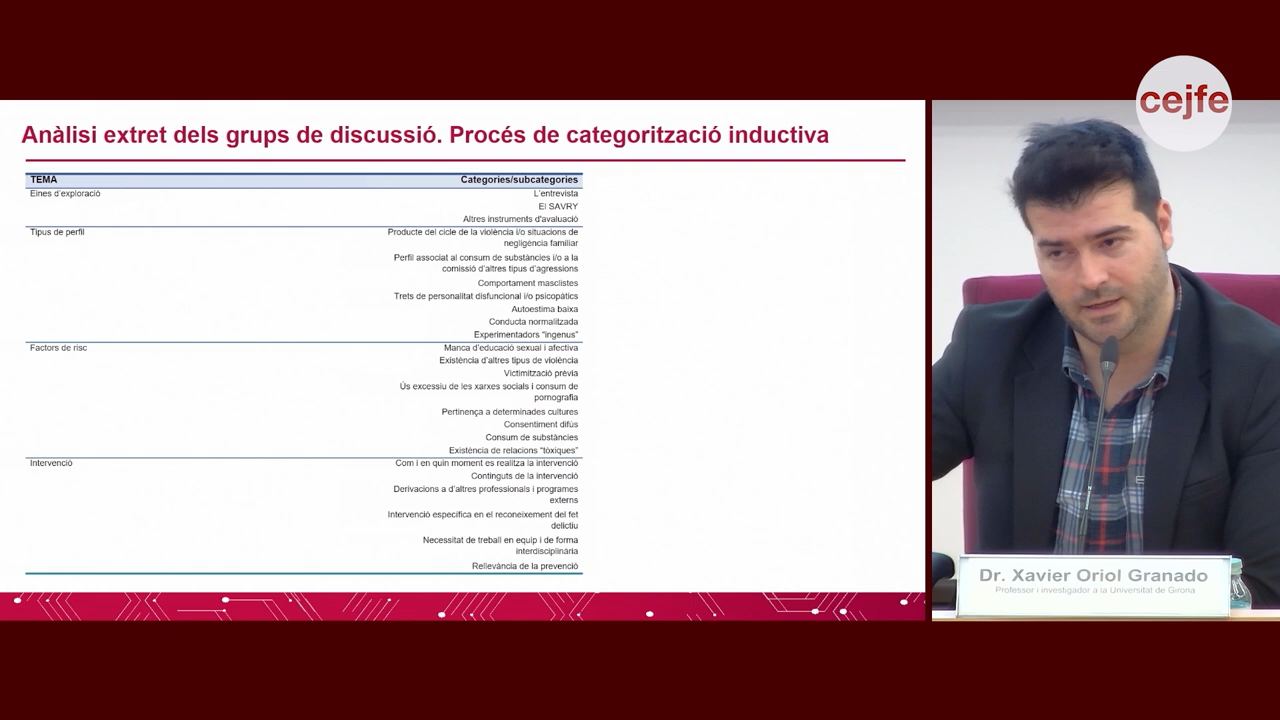 cejfe
Anàlisi extret dels grups de discussió. Procés de categorització inductiva
TEMA Categories/subcategories
Eines d'exploració L'entrevista
El SAVRY
Altres instruments d'avaluació
Tipus de perfil Producte del cicle de la violència i/o situacions de
negligència familiar
Perfil associat al consum de substàncies i/o a la
comissió d'altres tipus d'agressions
Comportament masclistes
Trets de personalitat disfuncional i/o psicopàtics
Autoestima baixa
Conducta normalitzada
Experimentadors “ingenus”
Factors de risc Manca d'educació sexual i afectiva
Existència d'altres tipus de violència
Victimització prèvia
Ús excessiu de les xarxes socials i consum de
pornografia
Pertinença a determinades cultures
Consentiment difús
Consum de substàncies
Existència de relacions “tòxiques”
Intervenció Com i en quin moment es realitza la intervenció
Continguts de la intervenció
Derivacions a d'altres professionals i programes
externs
Intervenció específica en el reconeixement del fet
delictiu
Necessitat de treball en equip i de forma
interdisciplinària
Rellevància de la prevenció
Dr. Xavier Oriol Granado
Professor i investigador a la Universitat de Girona